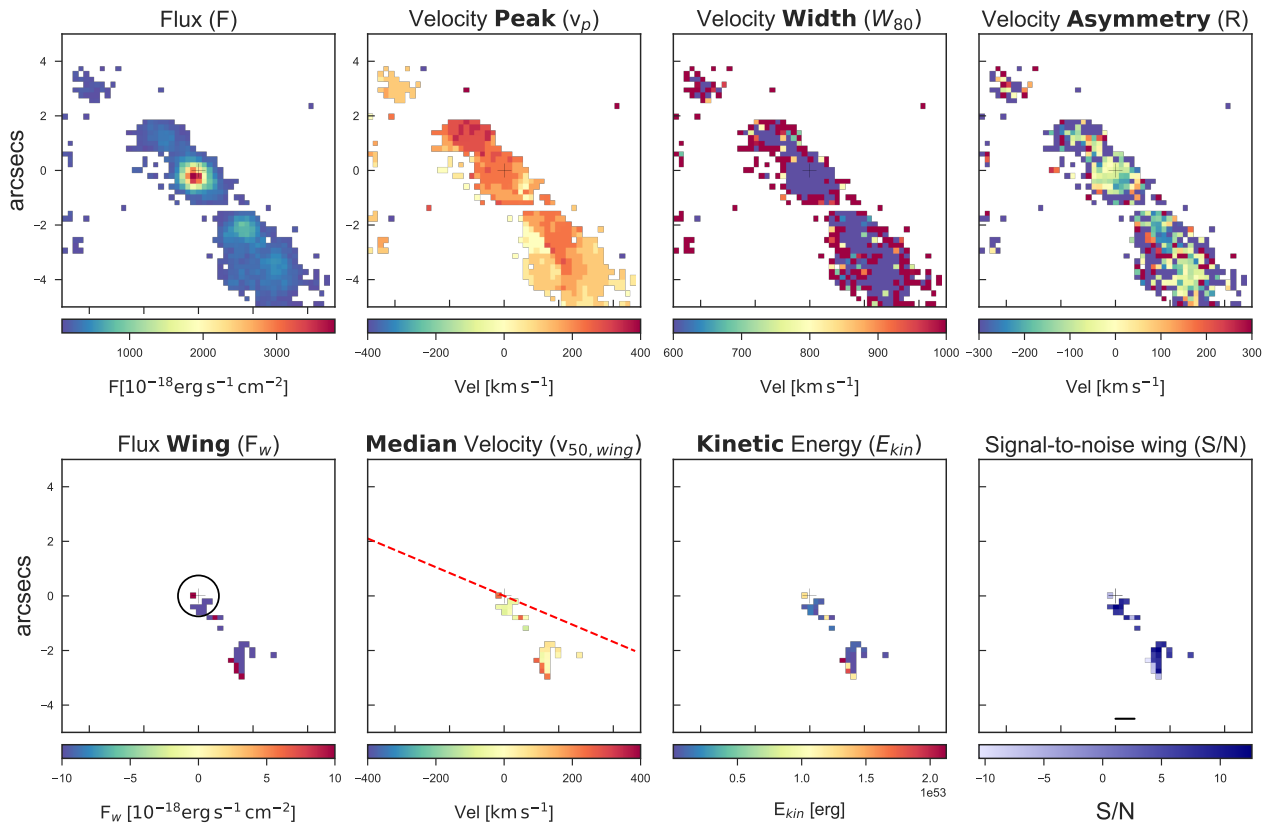 Flux (F) Velocity Peak (v_p) Velocity Width (W_80) Velocity Asymmetry (R)
arcsecs
4
2
0
−2
−4
1000 2000 3000 −400 −200 0 200 400 600 700 800 900 1000 −300 −200 −100 0 100 200 300
F[10^−18 erg s^−1 cm^−2] Vel [km s^−1] Vel [km s^−1] Vel [km s^−1]
Flux Wing (F_w) Median Velocity (v_50, wing) Kinetic Energy (E_kin) Signal-to-noise wing (S/N)
arcsecs
4
2
0
−2
−4
−10 −5 0 5 10 −400 −200 0 200 400 0.5 1.0 1.5 2.0 −10 −5 0 5 10
1e53
F_w [10^−18 erg s^−1 cm^−2] Vel [km s^−1] E_kin [erg] S/N